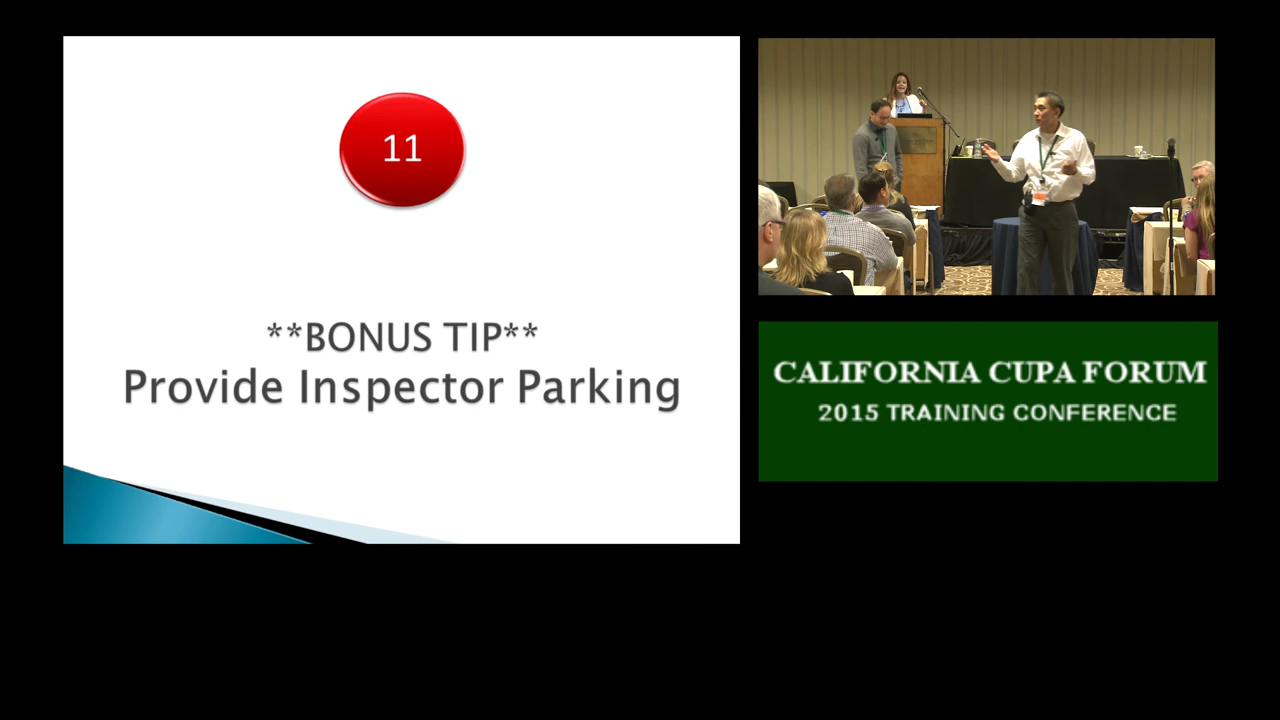 11
**BONUS TIP**
Provide Inspector Parking
CALIFORNIA CUPA FORUM
2015 TRAINING CONFERENCE